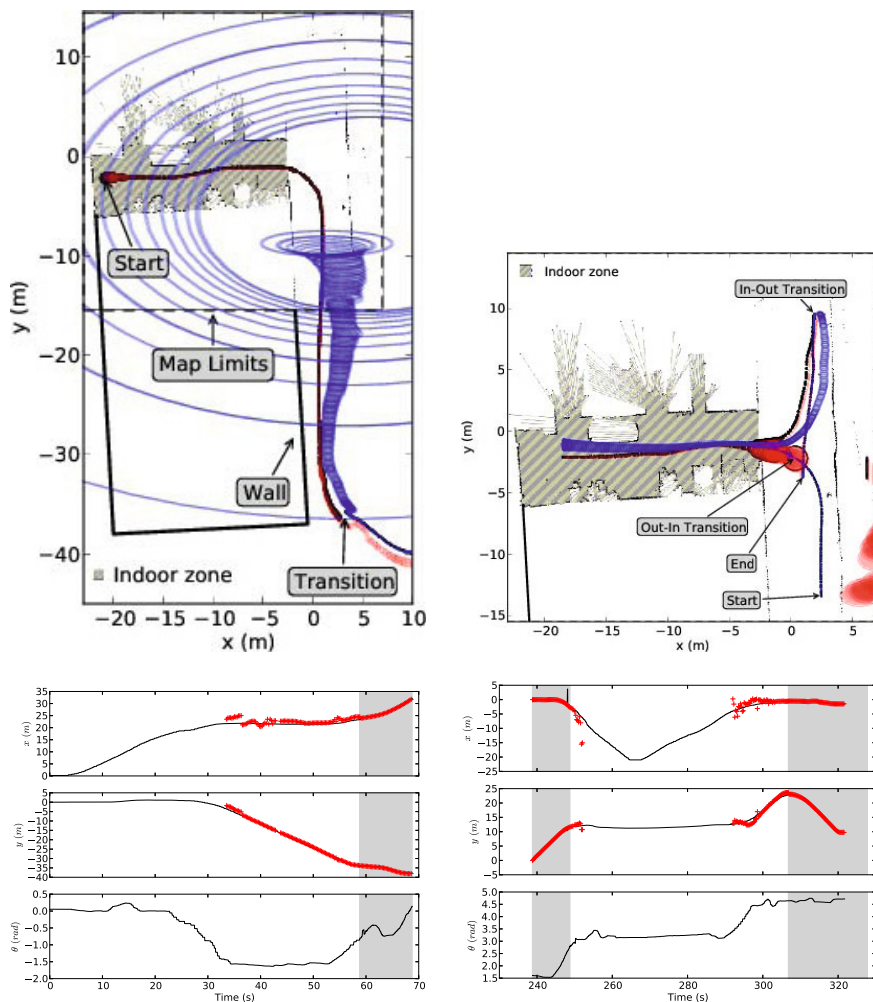 10
0
−10
−20
−30
−40
y (m)
Start
Map Limits
Wall
Indoor zone
Transition
−20 −15 −10 −5 0 5 10
x (m)
Indoor zone
In-Out Transition
10
5
0
−5
−10
−15
y (m)
Out-In Transition
End
Start
−20 −15 −10 −5 0 5
x (m)
35
30
25
20
15
10
5
0
x (m)
5
0
−5
−10
−15
−20
−25
−30
−35
−40
y (m)
0.5
0.0
−0.5
−1.0
−1.5
−2.0
θ (rad)
0 10 20 30 40 50 60 70
Time (s)
5
0
−5
−10
−15
−20
−25
x (m)
25
20
15
10
5
0
−5
y (m)
5.0
4.5
4.0
3.5
3.0
2.5
2.0
1.5
θ (rad)
240 260 280 300 320
Time (s)